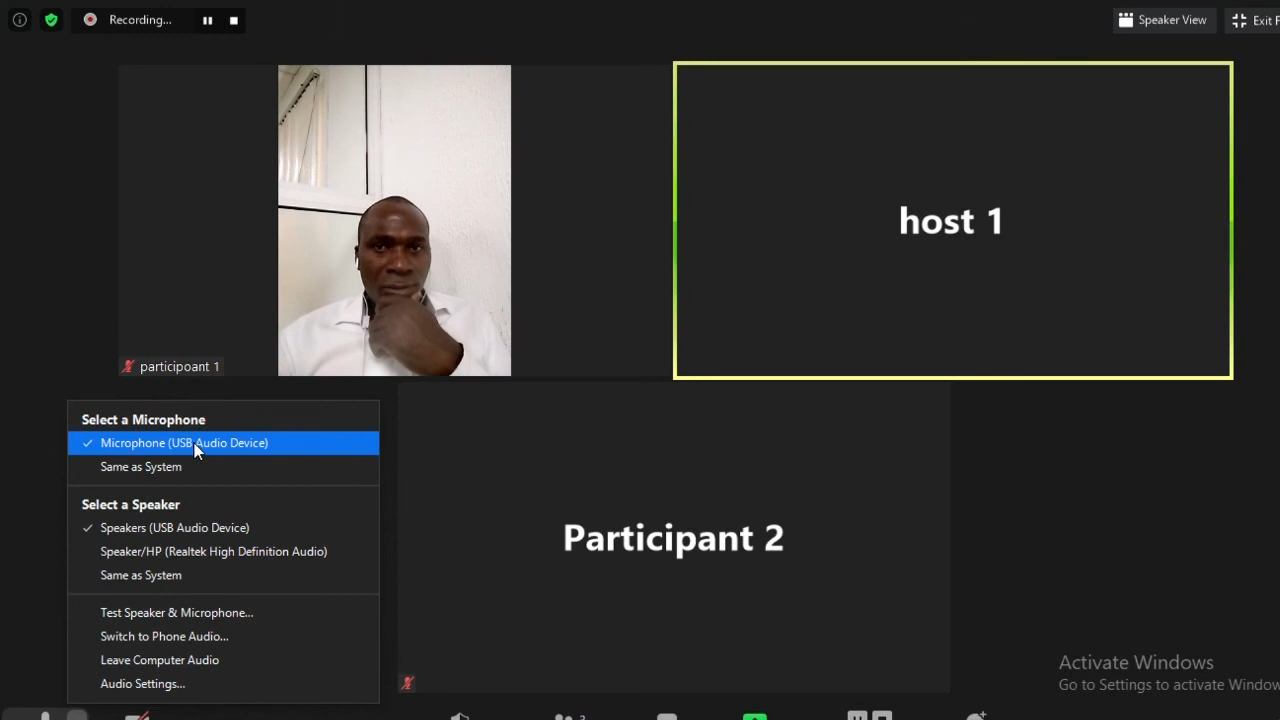 Recording...
Speaker View
Exit F
participoant 1
host 1
Select a Microphone
Microphone (USB Audio Device)
Same as System
Select a Speaker
Speakers (USB Audio Device)
Speaker/HP (Realtek High Definition Audio)
Same as System
Test Speaker & Microphone...
Switch to Phone Audio...
Leave Computer Audio
Audio Settings...
Participant 2
Activate Windows
Go to Settings to activate Window